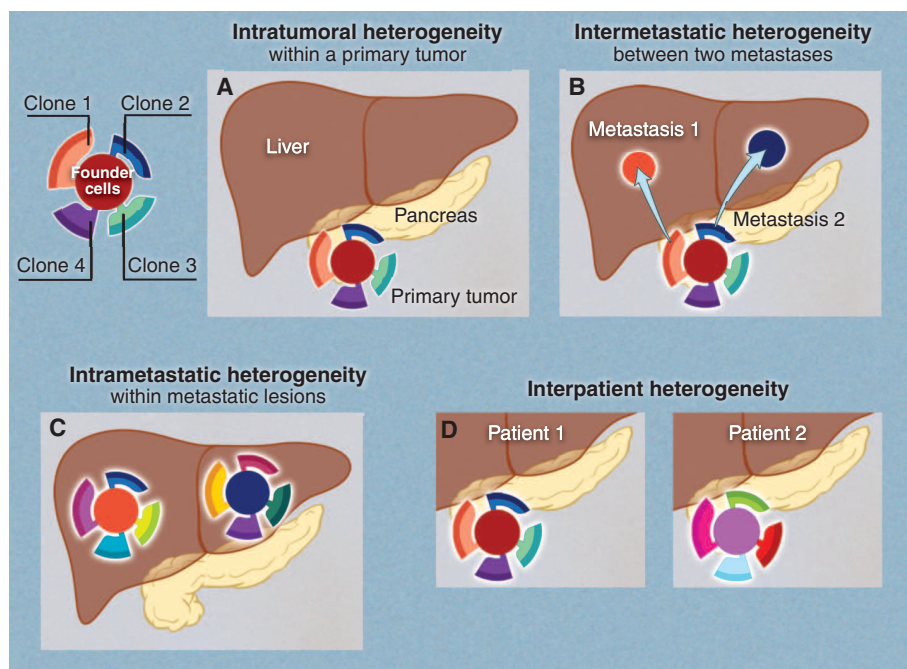 Intratumoral heterogeneity
within a primary tumor
Intermetastatic heterogeneity
between two metastases
Clone 1
Clone 2
Founder
cells
Clone 4
Clone 3
A
Liver
Pancreas
Primary tumor
B
Metastasis 1
Metastasis 2
Intrametastatic heterogeneity
within metastatic lesions
Interpatient heterogeneity
C
D
Patient 1
Patient 2